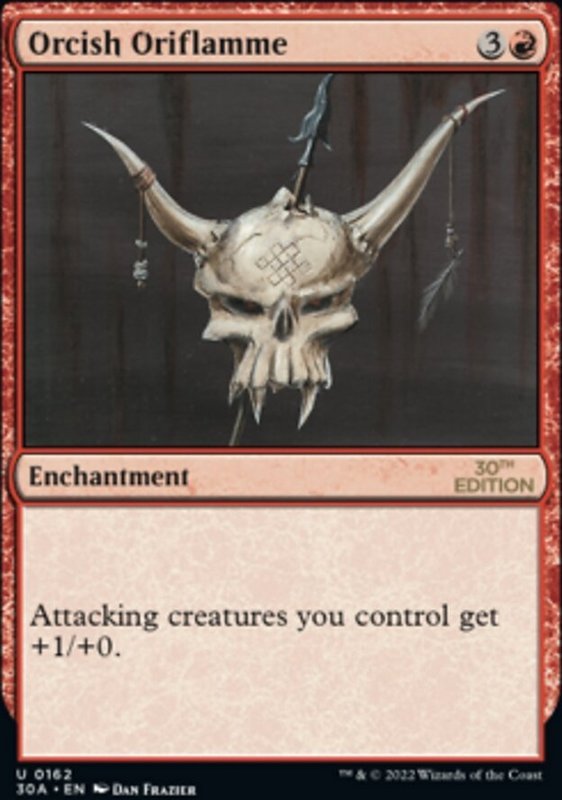 Orcish Oriflamme 3
Enchantment
30TH
EDITION
Attacking creatures you control get
+1/+0.
U 0162
30A • EN Dan Frazier
™ & © 2022 Wizards of the Coast